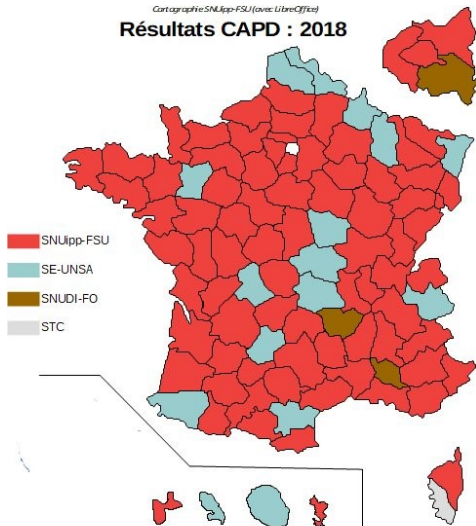 Cartographie SNUipp-FSU (avec LibreOffice)
Résultats CAPD : 2018
SNUipp-FSU
SE-UNSA
SNUDI-FO
STC